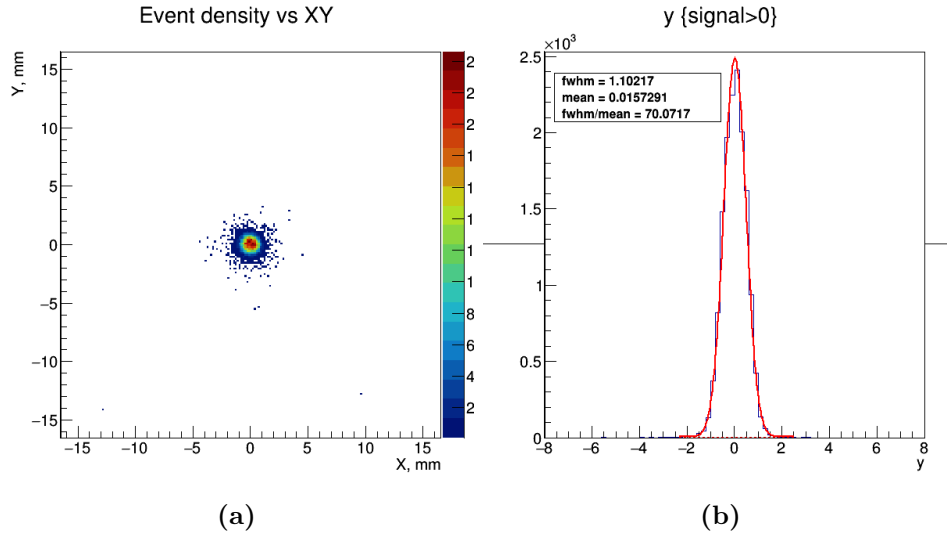 Event density vs XY
Y, mm
15
10
5
0
−5
−10
−15
−15 −10 −5 0 5 10 15
X, mm
2
2
2
1
1
1
1
1
8
6
4
2
(a)
y {signal>0}
×10³
2.5
2
1.5
1
0.5
0
fwhm = 1.10217
mean = 0.0157291
fwhm/mean = 70.0717
−8 −6 −4 −2 0 2 4 6 8
y
(b)